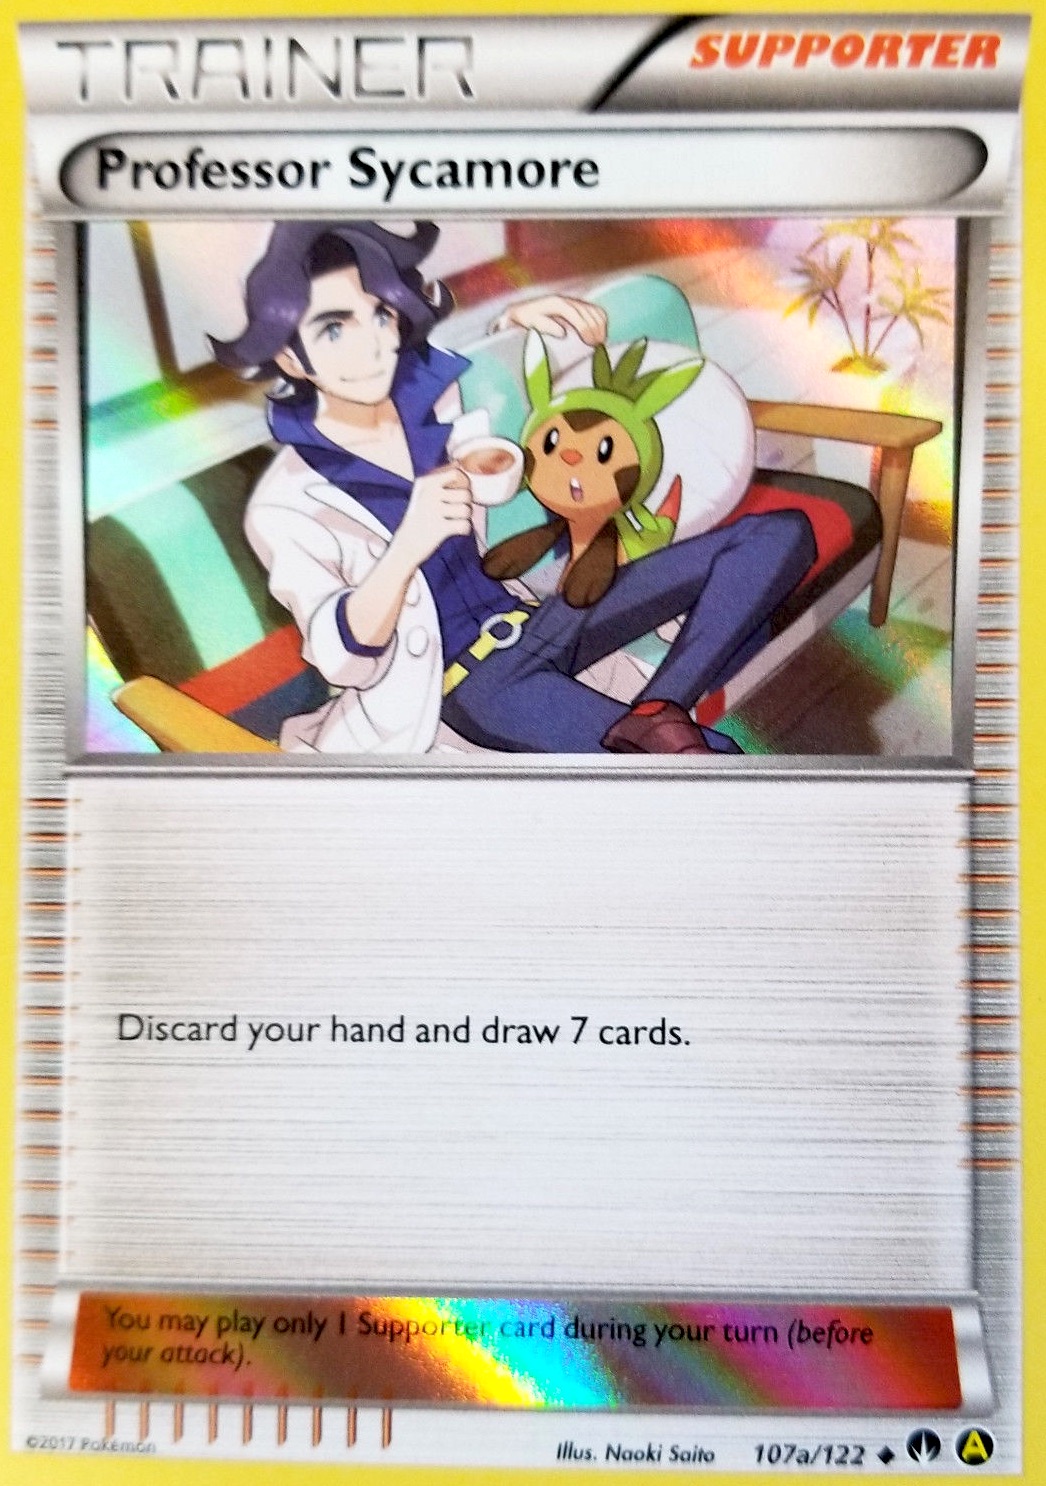 TRAINER
SUPPORTER
Professor Sycamore
Discard your hand and draw 7 cards.
You may play only 1 Supporter card during your turn (before
your attack).
©2017 Pokémon
Illus. Naoki Saito
107a/122
A